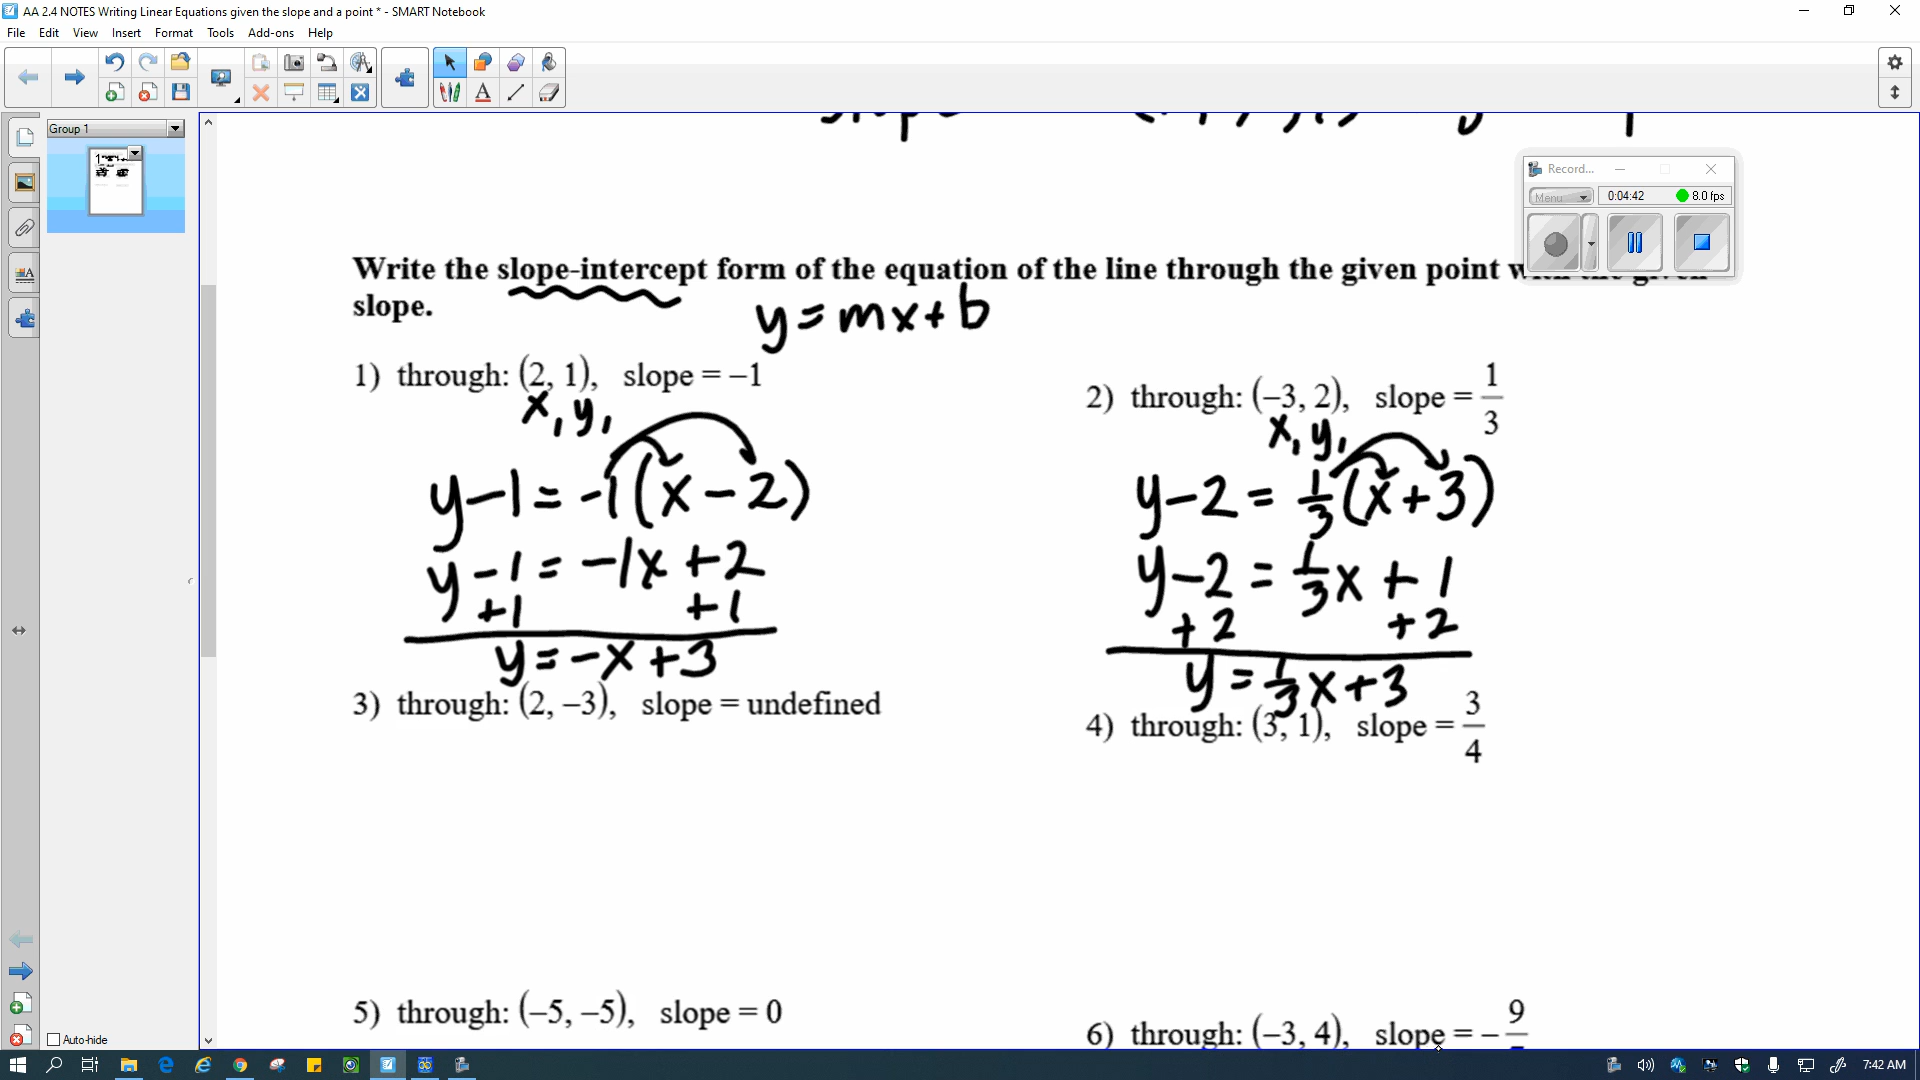 AA 2.4 NOTES Writing Linear Equations given the slope and a point * - SMART Notebook
File Edit View Insert Format Tools Add-ons Help
Group 1
Record...
Menu 0:04:42 8.0 fps
Write the slope-intercept form of the equation of the line through the given point
slope.
y = mx + b
1) through: (2, 1), slope = –1
x₁ y₁
y – 1 = -1(x – 2)
y – 1 = -1x + 2
+1 +1
y = -x + 3
2) through: (–3, 2), slope = 1/3
x₁ y₁
y – 2 = 1/3(x + 3)
y – 2 = 1/3x + 1
+2 +2
y = 1/3x + 3
3) through: (2, –3), slope = undefined
4) through: (3, 1), slope = 3/4
5) through: (–5, –5), slope = 0
6) through: (–3, 4), slope = – 9
Auto-hide
7:42 AM